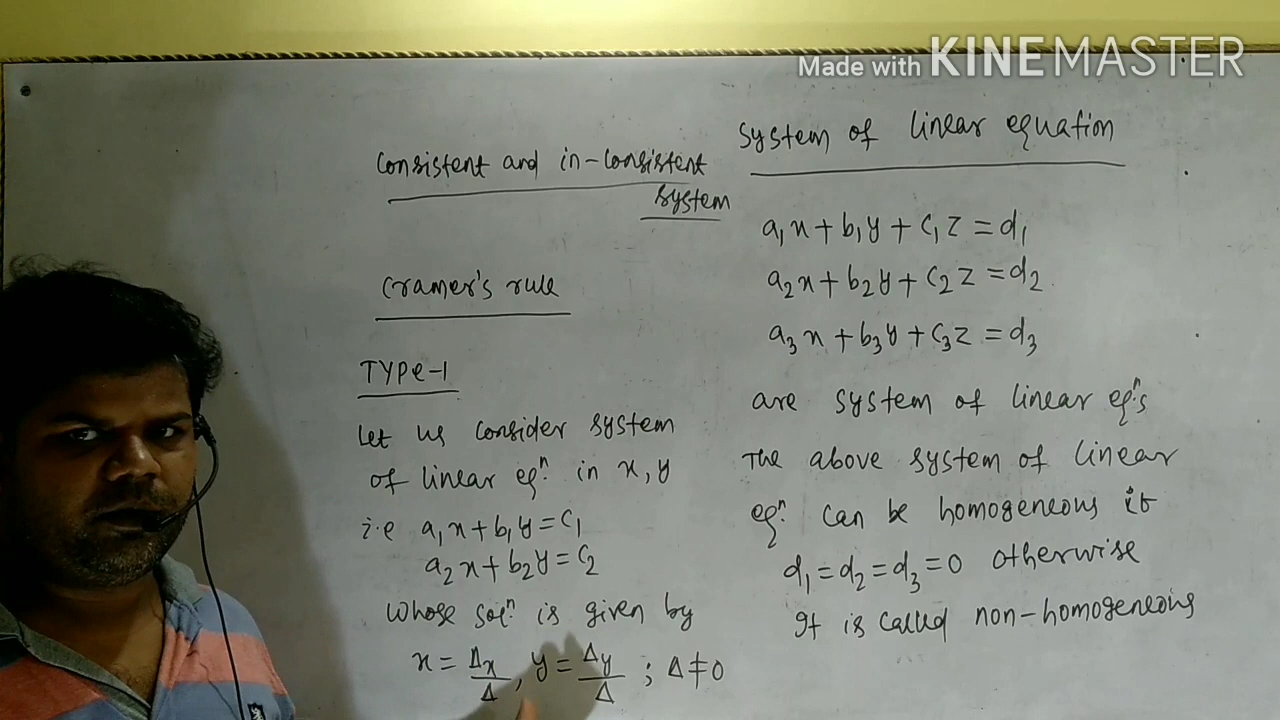 Made with KINEMASTER
System of linear equation
a₁x + b₁y + c₁z = d₁
a₂x + b₂y + c₂z = d₂.
a₃x + b₃y + c₃z = d₃
are system of linear eqⁿ.s
The above system of linear
eqⁿ. can be homogeneous if
d₁ = d₂ = d₃ = 0 otherwise
It is called non-homogeneous
Consistent and in-consistent
system
Cramer's rule
TYPe-1
Let us consider system
of linear eqⁿ. in x, y
i.e a₁x + b₁y = c₁
a₂x + b₂y = c₂
Whose solⁿ. is given by
x = Δx/Δ , y = Δy/Δ ; Δ ≠ 0